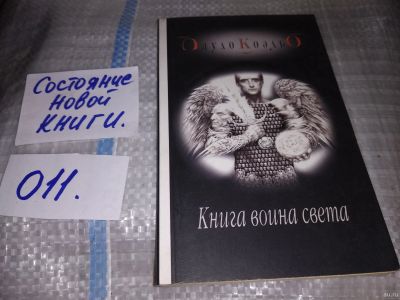 Состояние
новой
книги.
011.
Пауло Коэльо
Книга воина света